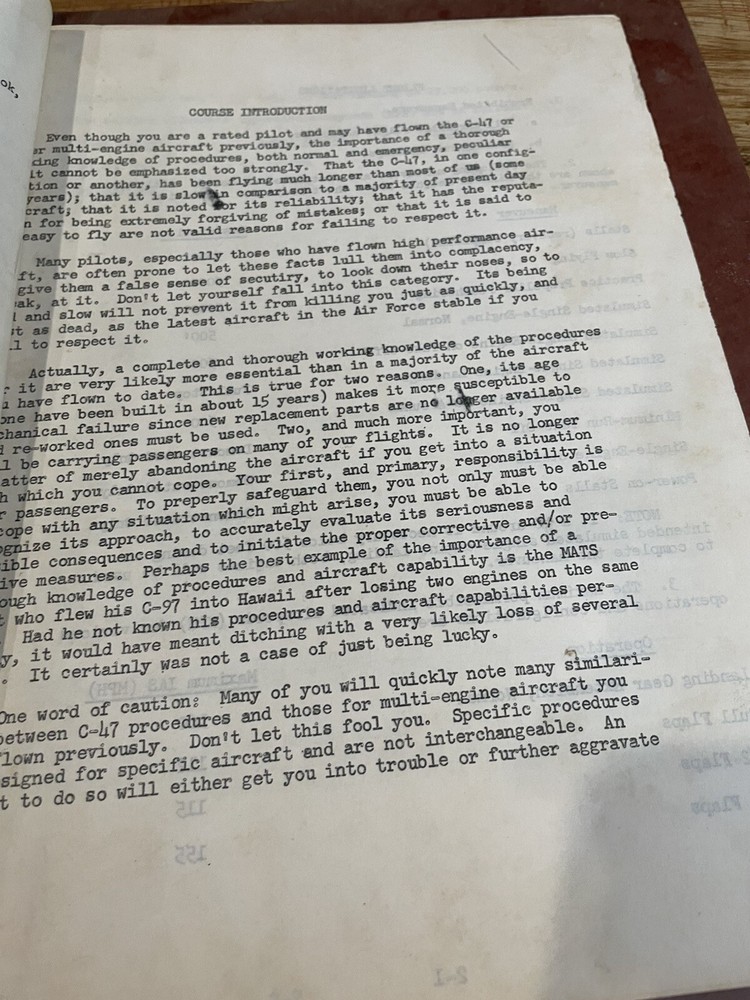 ok,
COURSE INTRODUCTION
Even though you are a rated pilot and may have flown the C-47 or
er multi-engine aircraft previously, the importance of a thorough
king knowledge of procedures, both normal and emergency, peculiar
it cannot be emphasized too strongly. That the C-47, in one config-
tion or another, has been flying much longer than most of us (some
years); that it is slow in comparison to a majority of present day
craft; that it is noted for its reliability; that it has the reputa-
n for being extremely forgiving of mistakes; or that it is said to
easy to fly are not valid reasons for failing to respect it.
Many pilots, especially those who have flown high performance air-
ft, are often prone to let these facts lull them into complacency,
give them a false sense of secutiry, to look down their noses, so to
eak, at it. Don't let yourself fall into this category. Its being
l and slow will not prevent it from killing you just as quickly, and
st as dead, as the latest aircraft in the Air Force stable if you
ll to respect it.
Actually, a complete and thorough working knowledge of the procedures
r it are very likely more essential than in a majority of the aircraft
u have flown to date. This is true for two reasons. One, its age
one have been built in about 15 years) makes it more susceptible to
chanical failure since new replacement parts are no longer available
d re-worked ones must be used. Two, and much more important, you
ll be carrying passengers on many of your flights. It is no longer
atter of merely abandoning the aircraft if you get into a situation
h which you cannot cope. Your first, and primary, responsibility is
r passengers. To preperly safeguard them, you not only must be able
cope with any situation which might arise, you must be able to
ognize its approach, to accurately evaluate its seriousness and
ible consequences and to initiate the proper corrective and/or pre-
ive measures. Perhaps the best example of the importance of a
ough knowledge of procedures and aircraft capability is the MATS
t who flew his C-97 into Hawaii after losing two engines on the same
Had he not known his procedures and aircraft capabilities per-
y, it would have meant ditching with a very likely loss of several
. It certainly was not a case of just being lucky.
One word of caution: Many of you will quickly note many similari-
between C-47 procedures and those for multi-engine aircraft you
flown previously. Don't let this fool you. Specific procedures
signed for specific aircraft and are not interchangeable. An
t to do so will either get you into trouble or further aggravate